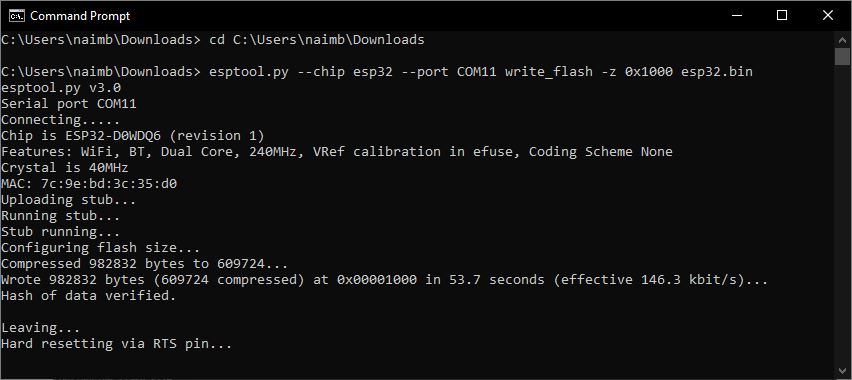 Command Prompt
C:\Users\naimb\Downloads> cd C:\Users\naimb\Downloads
C:\Users\naimb\Downloads> esptool.py --chip esp32 --port COM11 write_flash -z 0x1000 esp32.bin
esptool.py v3.0
Serial port COM11
Connecting.....
Chip is ESP32-D0WDQ6 (revision 1)
Features: WiFi, BT, Dual Core, 240MHz, VRef calibration in efuse, Coding Scheme None
Crystal is 40MHz
MAC: 7c:9e:bd:3c:35:d0
Uploading stub...
Running stub...
Stub running...
Configuring flash size...
Compressed 982832 bytes to 609724...
Wrote 982832 bytes (609724 compressed) at 0x00001000 in 53.7 seconds (effective 146.3 kbit/s)...
Hash of data verified.
Leaving...
Hard resetting via RTS pin...